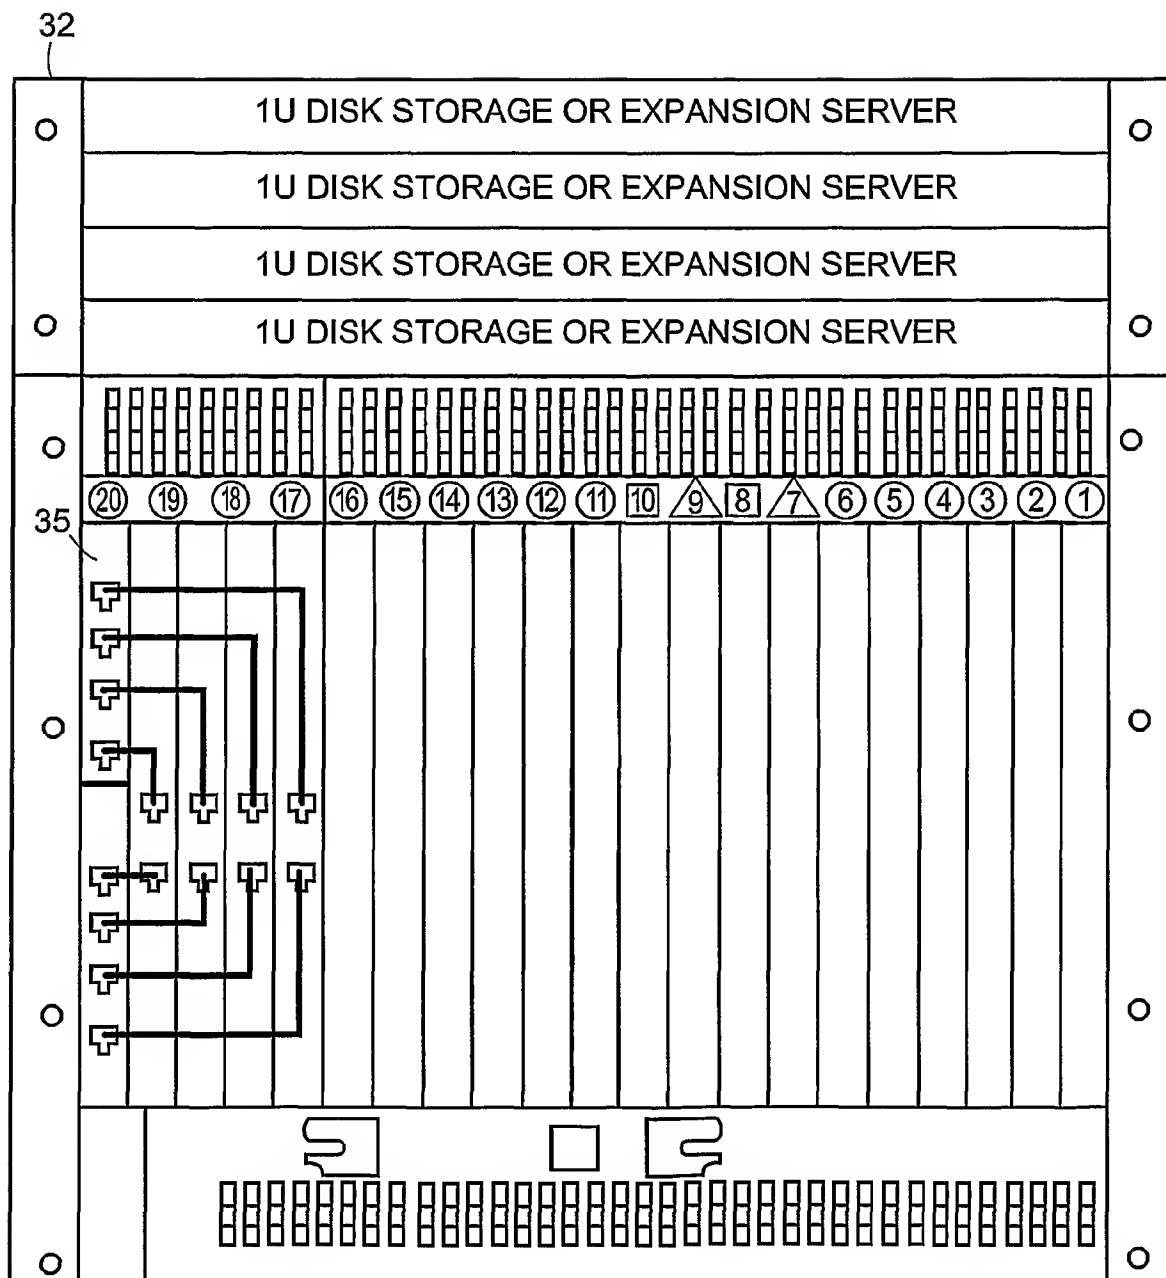 32
1U DISK STORAGE OR EXPANSION SERVER
1U DISK STORAGE OR EXPANSION SERVER
1U DISK STORAGE OR EXPANSION SERVER
1U DISK STORAGE OR EXPANSION SERVER
20 19 18 17 16 15 14 13 12 11 10 9 8 7 6 5 4 3 2 1
35